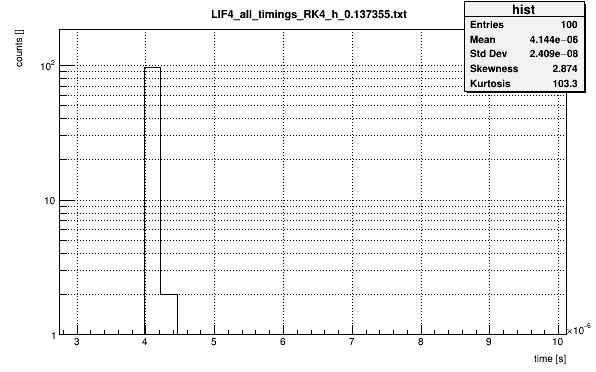 LIF4_all_timings_RK4_h_0.137355.txt
hist
Entries 100
Mean 4.144e−06
Std Dev 2.409e−08
Skewness 2.874
Kurtosis 103.3
counts []
10²
10
1
3 4 5 6 7 8 9 10
×10⁻⁶
time [s]